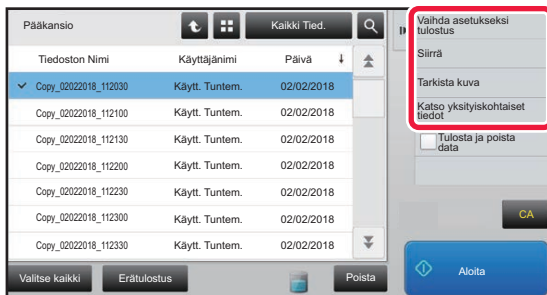 Pääkansio
Kaikki Tied.
Tiedoston Nimi Käyttäjänimi Päivä
Copy_02022018_112030 Käytt. Tuntem. 02/02/2018
Copy_02022018_112100 Käytt. Tuntem. 02/02/2018
Copy_02022018_112130 Käytt. Tuntem. 02/02/2018
Copy_02022018_112200 Käytt. Tuntem. 02/02/2018
Copy_02022018_112230 Käytt. Tuntem. 02/02/2018
Copy_02022018_112300 Käytt. Tuntem. 02/02/2018
Copy_02022018_112330 Käytt. Tuntem. 02/02/2018
Valitse kaikki Erätulostus Poista
Vaihda asetukseksi
tulostus
Siirrä
Tarkista kuva
Katso yksityiskohtaiset
tiedot
Tulosta ja poista
data
CA
Aloita